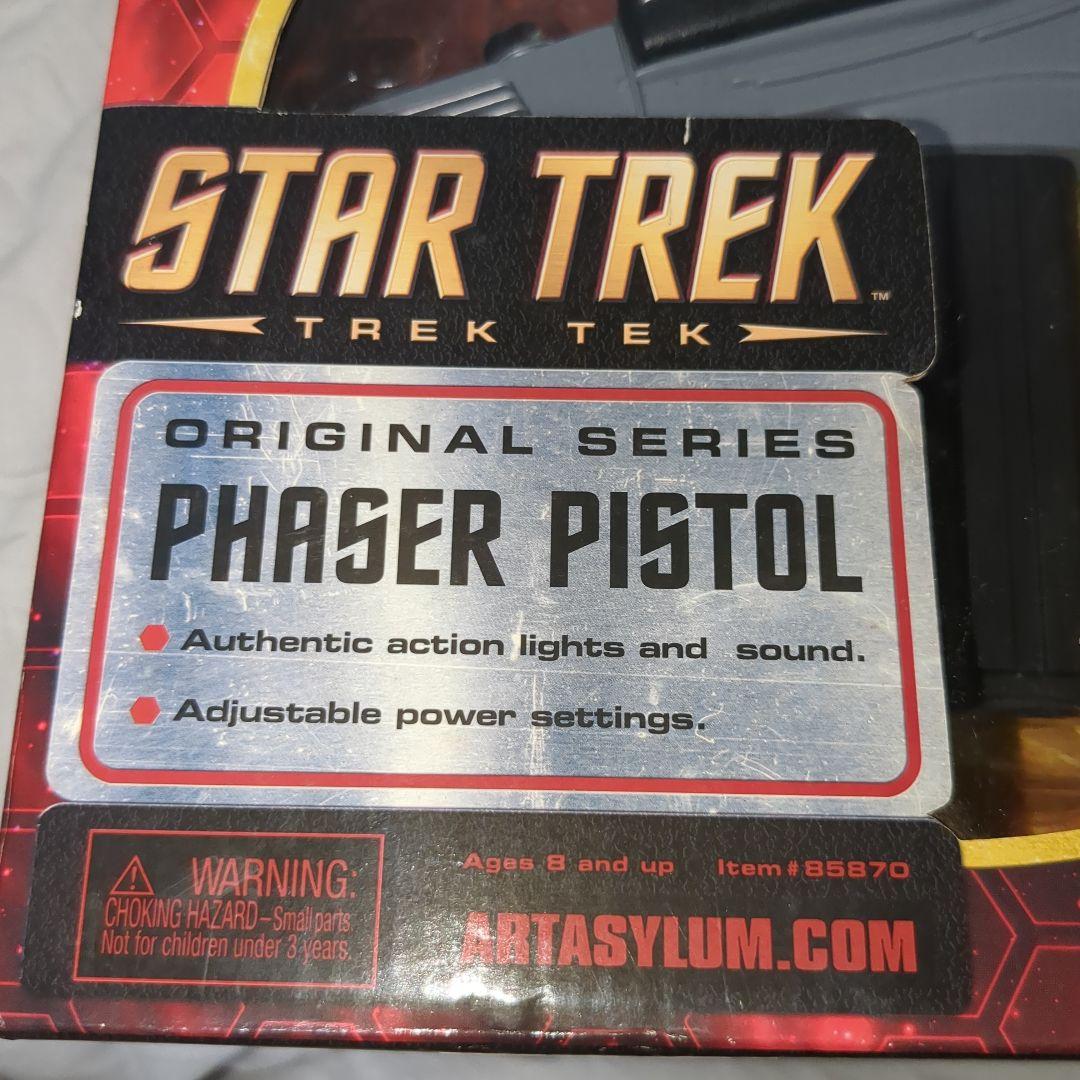 STAR TREK™
TREK TEK
ORIGINAL SERIES
PHASER PISTOL
Authentic action lights and sound.
Adjustable power settings.
WARNING:
CHOKING HAZARD–Small parts.
Not for children under 3 years.
Ages 8 and up Item #85870
ARTASYLUM.COM